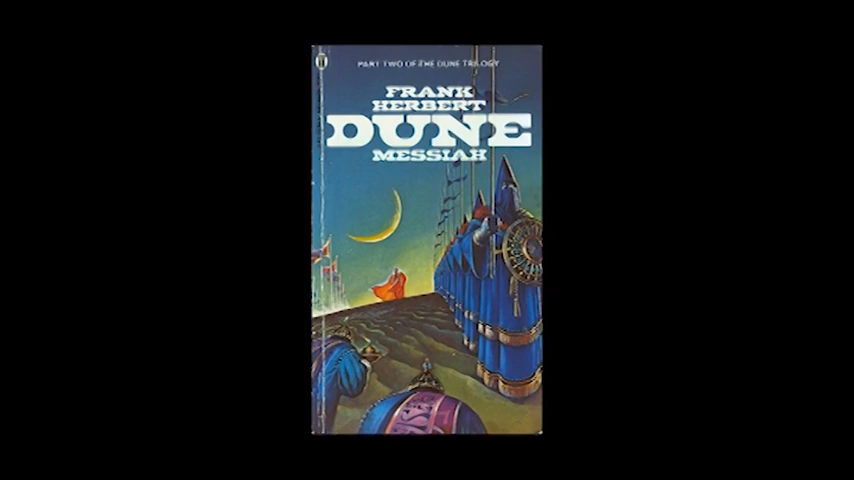 PART TWO OF THE DUNE TRILOGY
FRANK
HERBERT
DUNE
MESSIAH